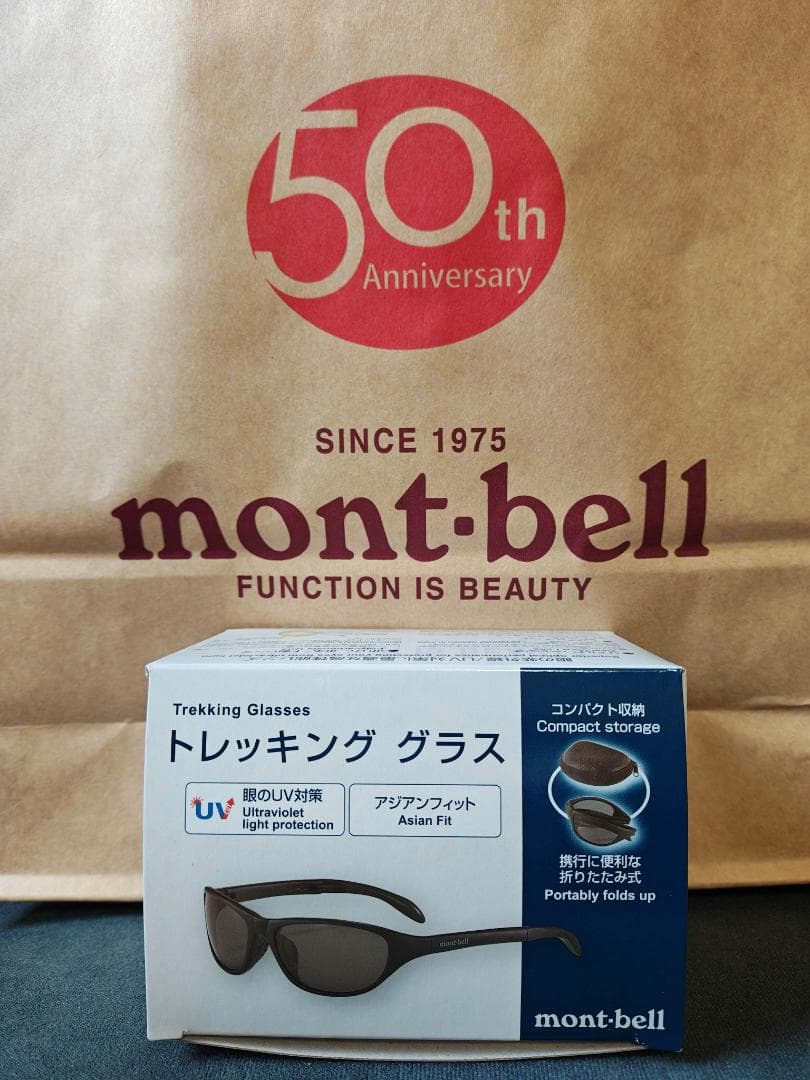 50th
Anniversary
SINCE 1975
mont·bell
FUNCTION IS BEAUTY
Trekking Glasses
トレッキング グラス
UV
眼のUV対策
Ultraviolet
light protection
アジアンフィット
Asian Fit
mont·bell
コンパクト収納
Compact storage
携行に便利な
折りたたみ式
Portably folds up
mont·bell